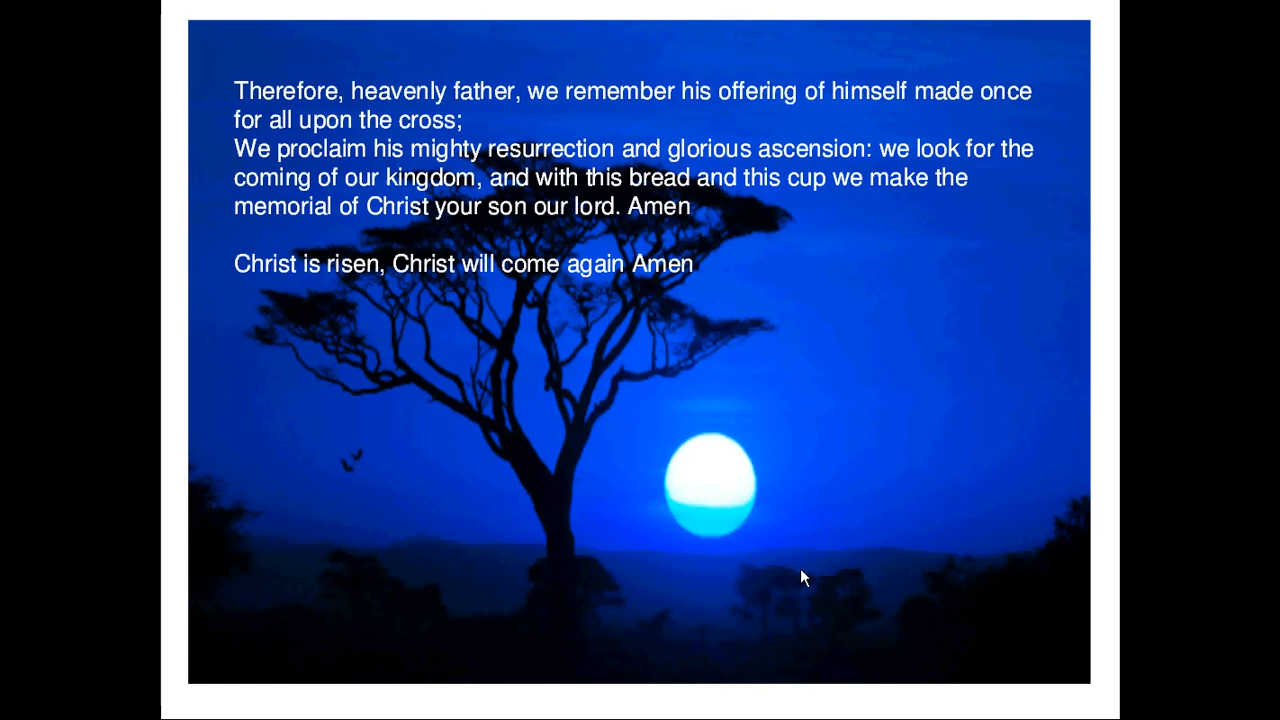 Therefore, heavenly father, we remember his offering of himself made once
for all upon the cross;
We proclaim his mighty resurrection and glorious ascension: we look for the
coming of our kingdom, and with this bread and this cup we make the
memorial of Christ your son our lord. Amen
Christ is risen, Christ will come again Amen